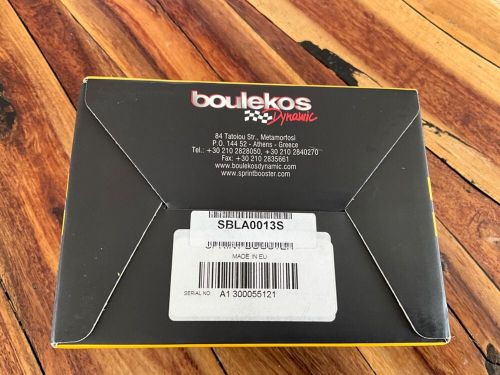 boulekos
Dynamic
84 Tatoiou Str., Metamorfosi
P.O. 144 52 - Athens - Greece
Tel.: +30 210 2828050, +30 210 2840270
Fax: +30 210 2835661
www.boulekosdynamic.com
www.sprintbooster.com
SBLA0013S
MADE IN EU
SERIAL NO.
A1 300055121